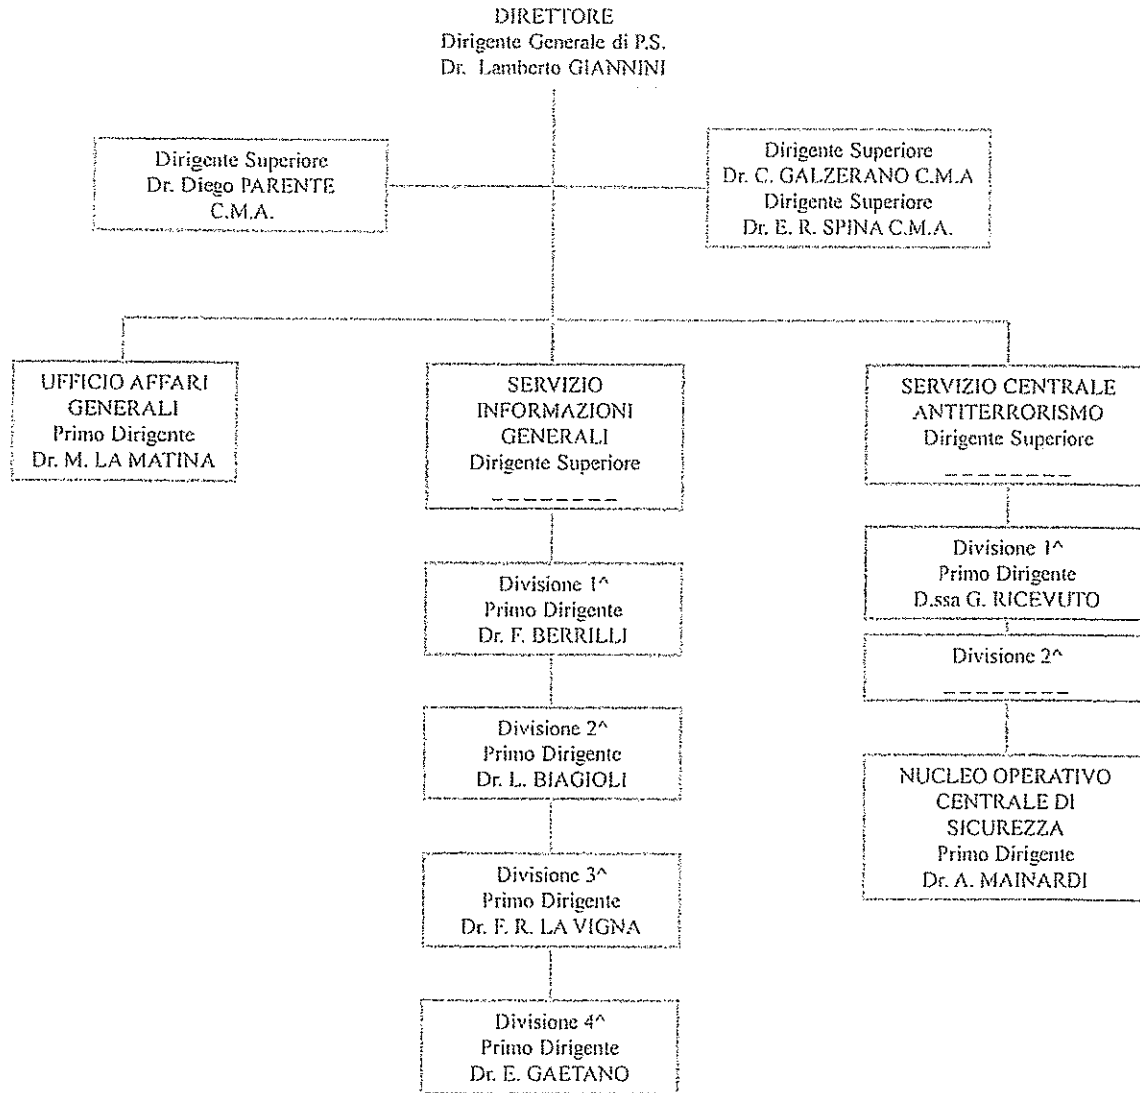 DIRETTORE
Dirigente Generale di P.S.
Dr. Lamberto GIANNINI
Dirigente Superiore
Dr. Diego PARENTE
C.M.A.
Dirigente Superiore
Dr. C. GALZERANO C.M.A
Dirigente Superiore
Dr. E. R. SPINA C.M.A.
UFFICIO AFFARI
GENERALI
Primo Dirigente
Dr. M. LA MATINA
SERVIZIO
INFORMAZIONI
GENERALI
Dirigente Superiore
_ _ _ _ _ _ _ _
Divisione 1^
Primo Dirigente
Dr. F. BERRILLI
Divisione 2^
Primo Dirigente
Dr. L. BIAGIOLI
Divisione 3^
Primo Dirigente
Dr. F. R. LA VIGNA
Divisione 4^
Primo Dirigente
Dr. E. GAETANO
SERVIZIO CENTRALE
ANTITERRORISMO
Dirigente Superiore
_ _ _ _ _ _ _ _
Divisione 1^
Primo Dirigente
D.ssa G. RICEVUTO
Divisione 2^
_ _ _ _ _ _ _ _
NUCLEO OPERATIVO
CENTRALE DI
SICUREZZA
Primo Dirigente
Dr. A. MAINARDI